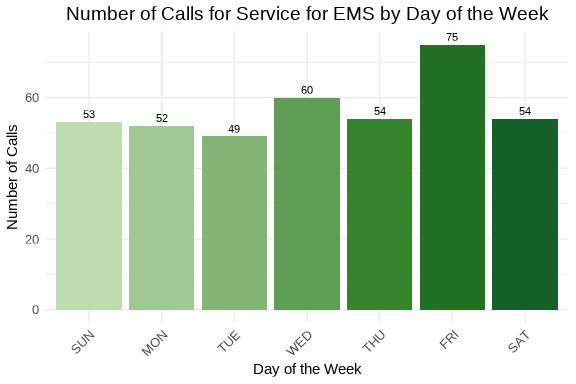 Number of Calls for Service for EMS by Day of the Week
75
60
54
54
53
52
49
60
40
20
0
Number of Calls
SUN
MON
TUE
WED
THU
FRI
SAT
Day of the Week